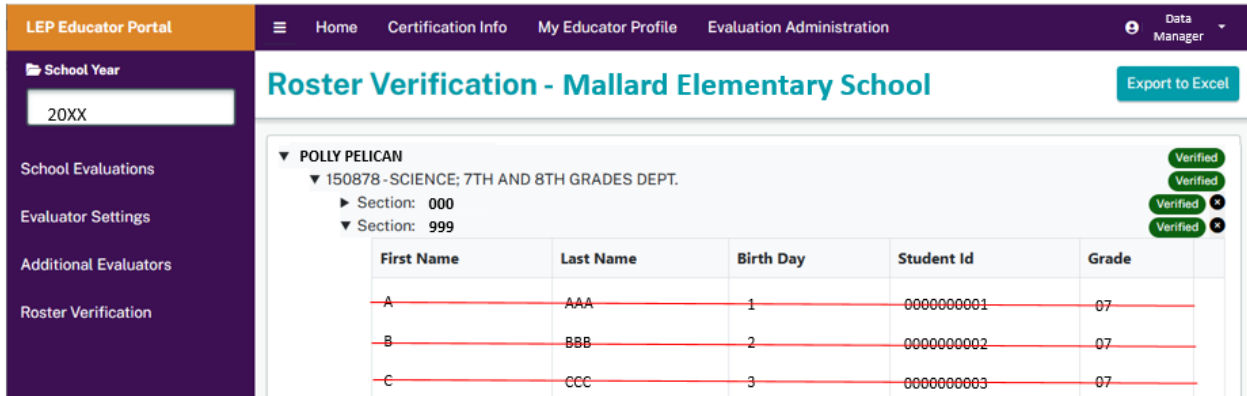 LEP Educator Portal
Home Certification Info My Educator Profile Evaluation Administration
Data
Manager
School Year
20XX
School Evaluations
Evaluator Settings
Additional Evaluators
Roster Verification
Roster Verification - Mallard Elementary School
Export to Excel
POLLY PELICAN Verified
150878 - SCIENCE; 7TH AND 8TH GRADES DEPT. Verified
Section: 000 Verified
Section: 999 Verified
First Name Last Name Birth Day Student Id Grade
A AAA 1 0000000001 07
B BBB 2 0000000002 07
C CCC 3 0000000003 07